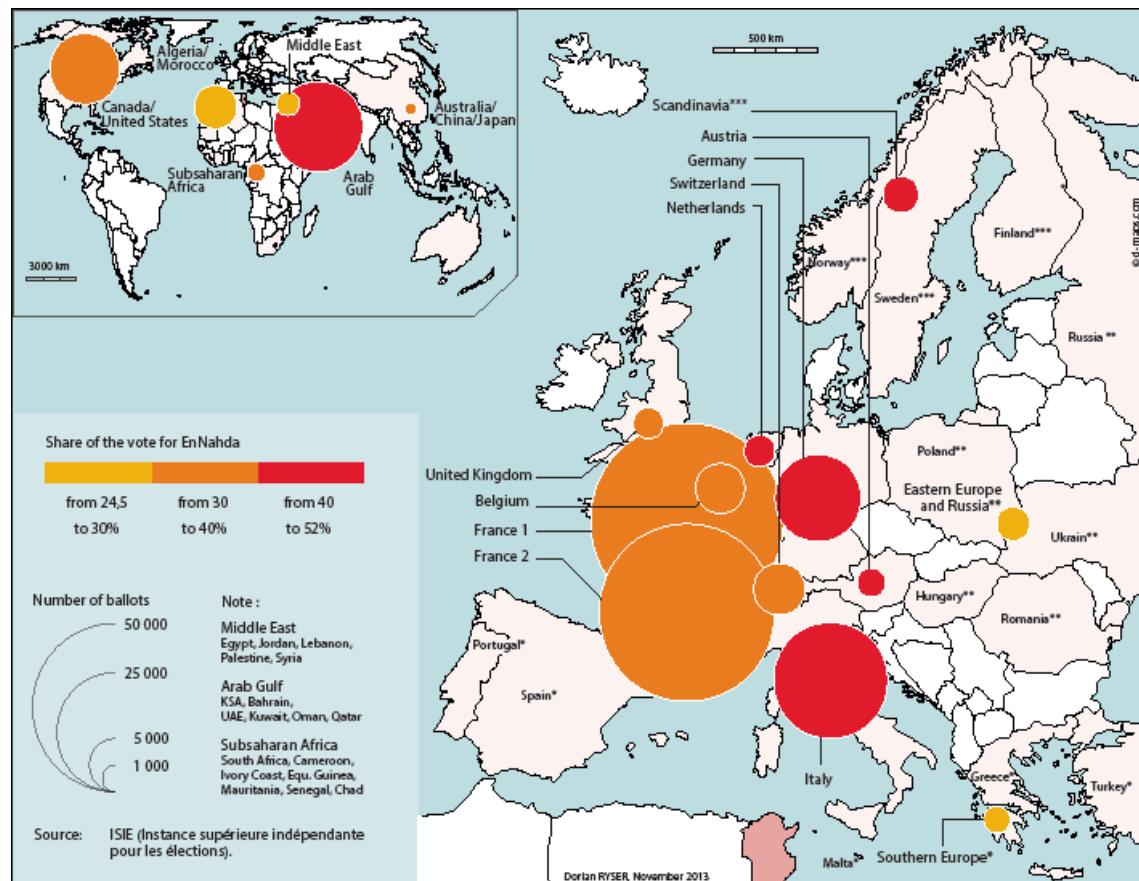 Algeria/
Morocco
Middle East
Canada/
United States
Australia/
China/Japan
Subsaharan
Africa
Arab
Gulf
3000 km
500 km
Scandinavia***
Austria
Germany
Switzerland
Netherlands
Finland***
Norway***
Sweden***
Russia **
©d-maps.com
United Kingdom
Belgium
France 1
France 2
Poland**
Eastern Europe
and Russia**
Ukrain**
Hungary**
Romania**
Portugal*
Spain*
Italy
Greece*
Turkey*
Malta*
Southern Europe*
Share of the vote for EnNahda
from 24,5
to 30%
from 30
to 40%
from 40
to 52%
Number of ballots
50 000
25 000
5 000
1 000
Note :
Middle East
Egypt, Jordan, Lebanon,
Palestine, Syria
Arab Gulf
KSA, Bahrain,
UAE, Kuwait, Oman, Qatar
Subsaharan Africa
South Africa, Cameroon,
Ivory Coast, Equ. Guinea,
Mauritania, Senegal, Chad
Source: ISIE (Instance supérieure indépendante
pour les élections).
Dorian RYSER, November 2013